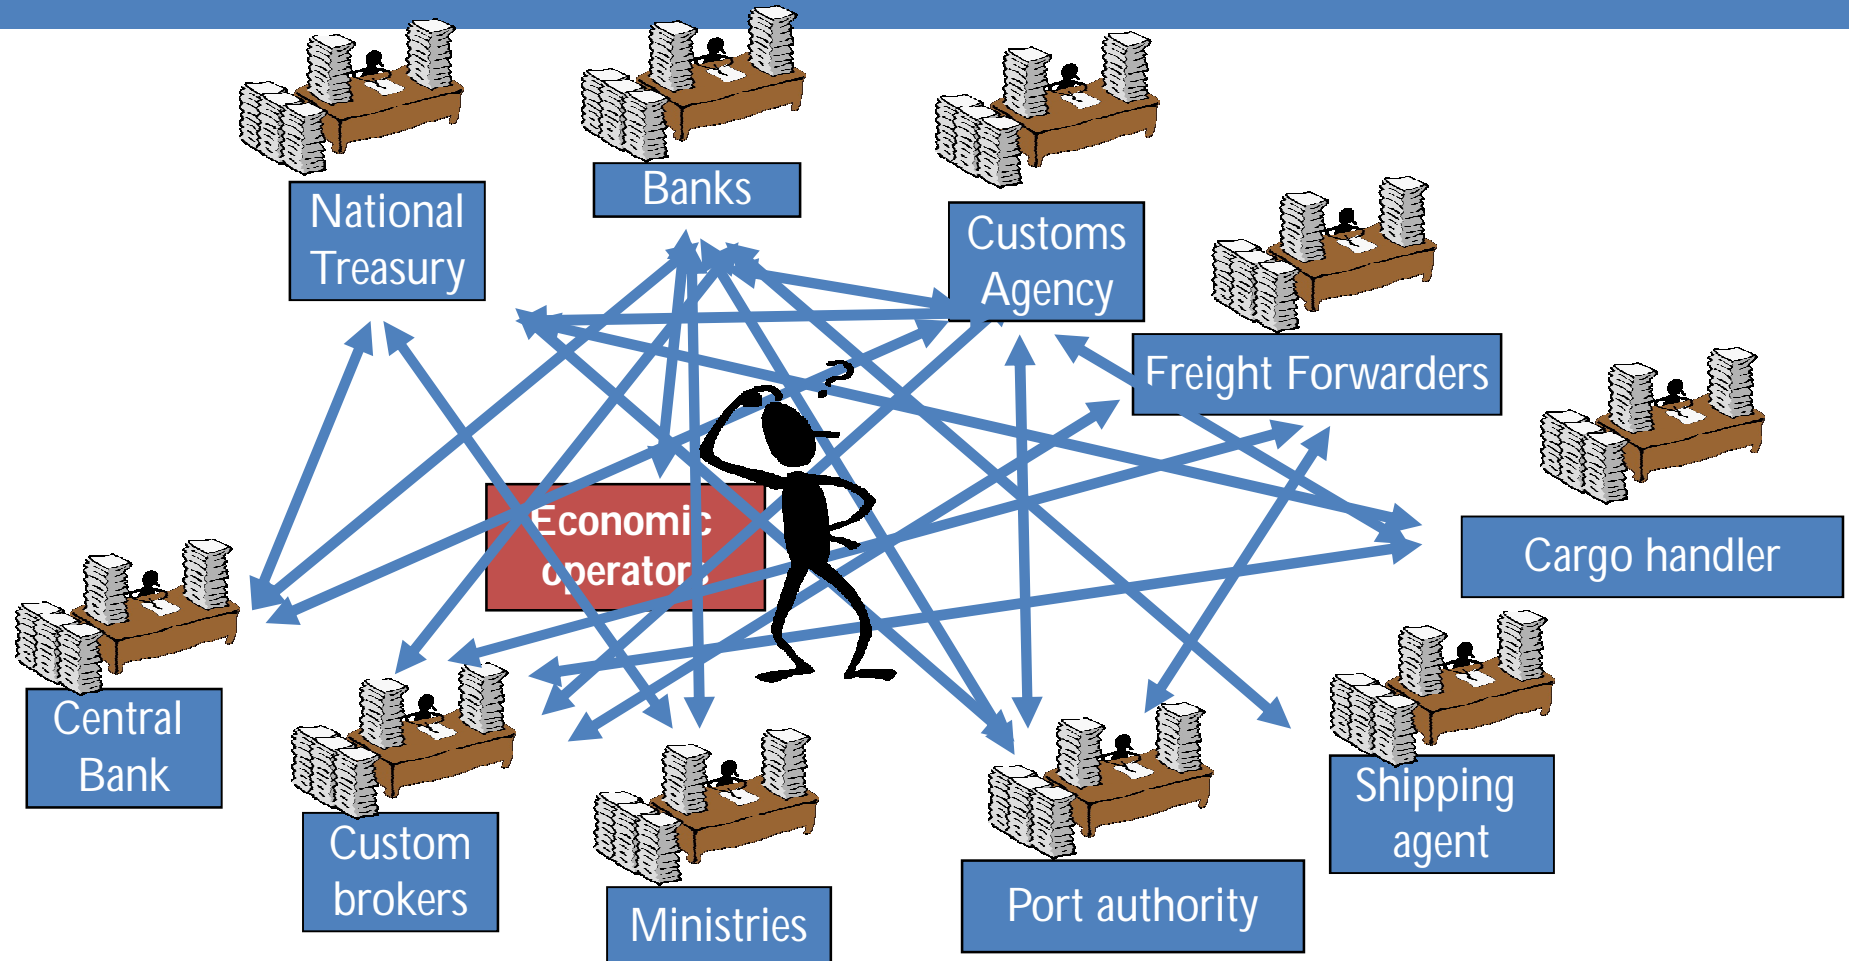 National
Treasury
Banks
Customs
Agency
Freight Forwarders
?
Cargo handler
Economic
operators
Central
Bank
Custom
brokers
Ministries
Port authority
Shipping
agent